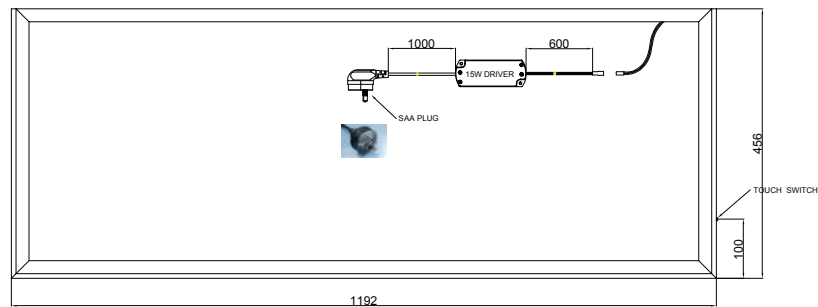 1000
600
15W DRIVER
SAA PLUG
456
TOUCH SWITCH
100
1192